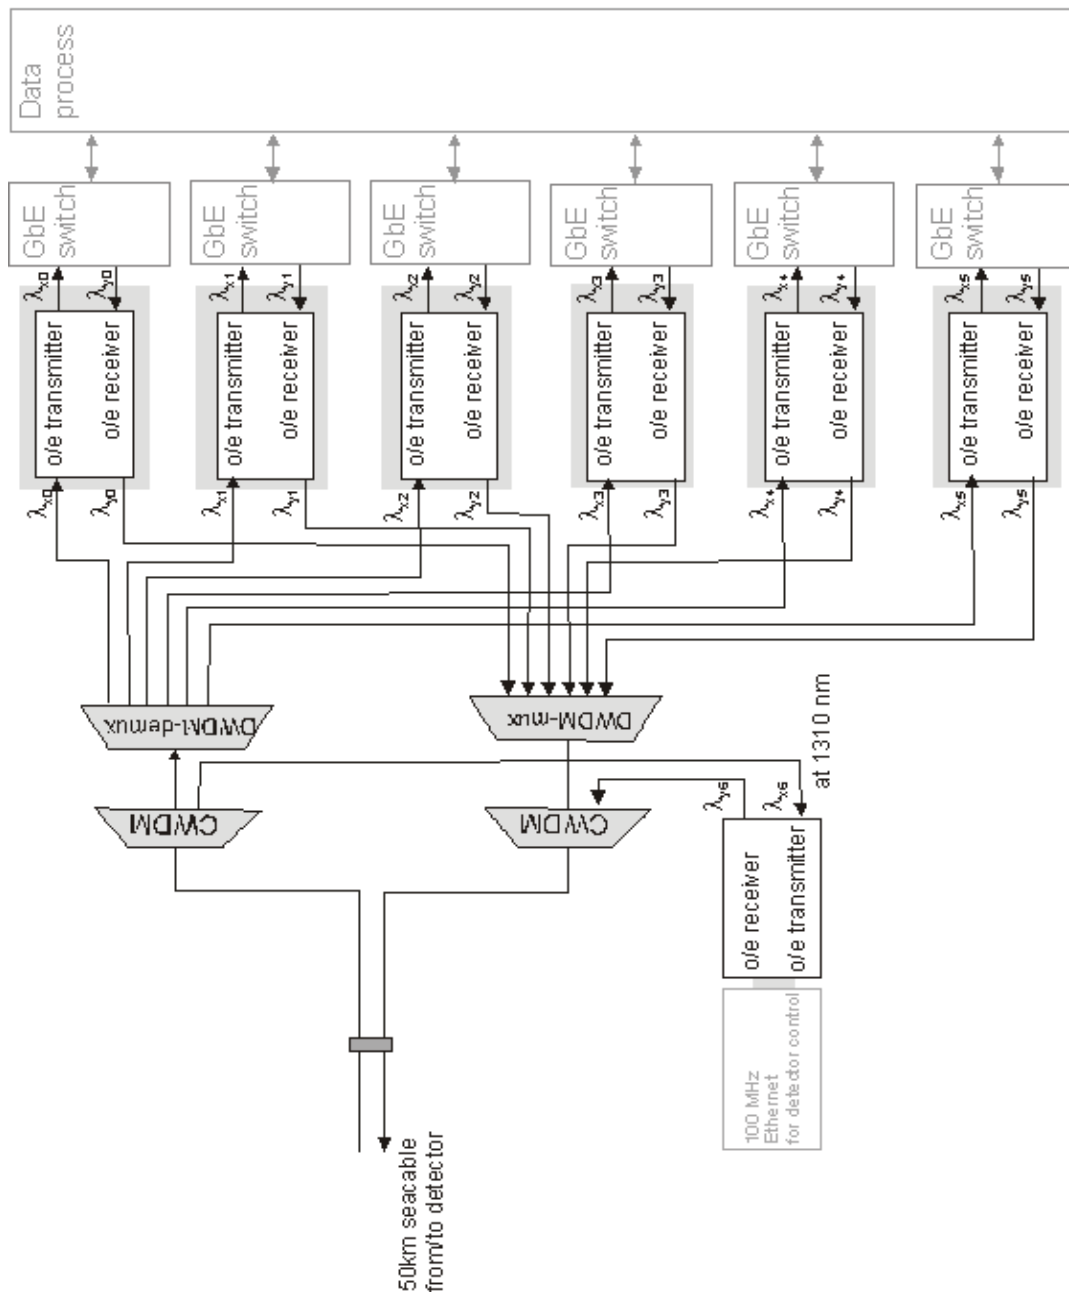 Data
process
GbE
switch
GbE
switch
GbE
switch
GbE
switch
GbE
switch
GbE
switch
λx0
λy0
λx1
λy1
λx2
λy2
λx3
λy3
λx4
λy4
λx5
λy5
o/e transmitter
o/e receiver
o/e transmitter
o/e receiver
o/e transmitter
o/e receiver
o/e transmitter
o/e receiver
o/e transmitter
o/e receiver
o/e transmitter
o/e receiver
λx0
λy0
λx1
λy1
λx2
λy2
λx3
λy3
λx4
λy4
λx5
λy5
DWDM-demux
DWDM-mux
CWDM
CWDM
λy6
λx6
at 1310 nm
o/e receiver
o/e transmitter
100 MHz
Ethernet
for detector control
50km seacable
from/to detector